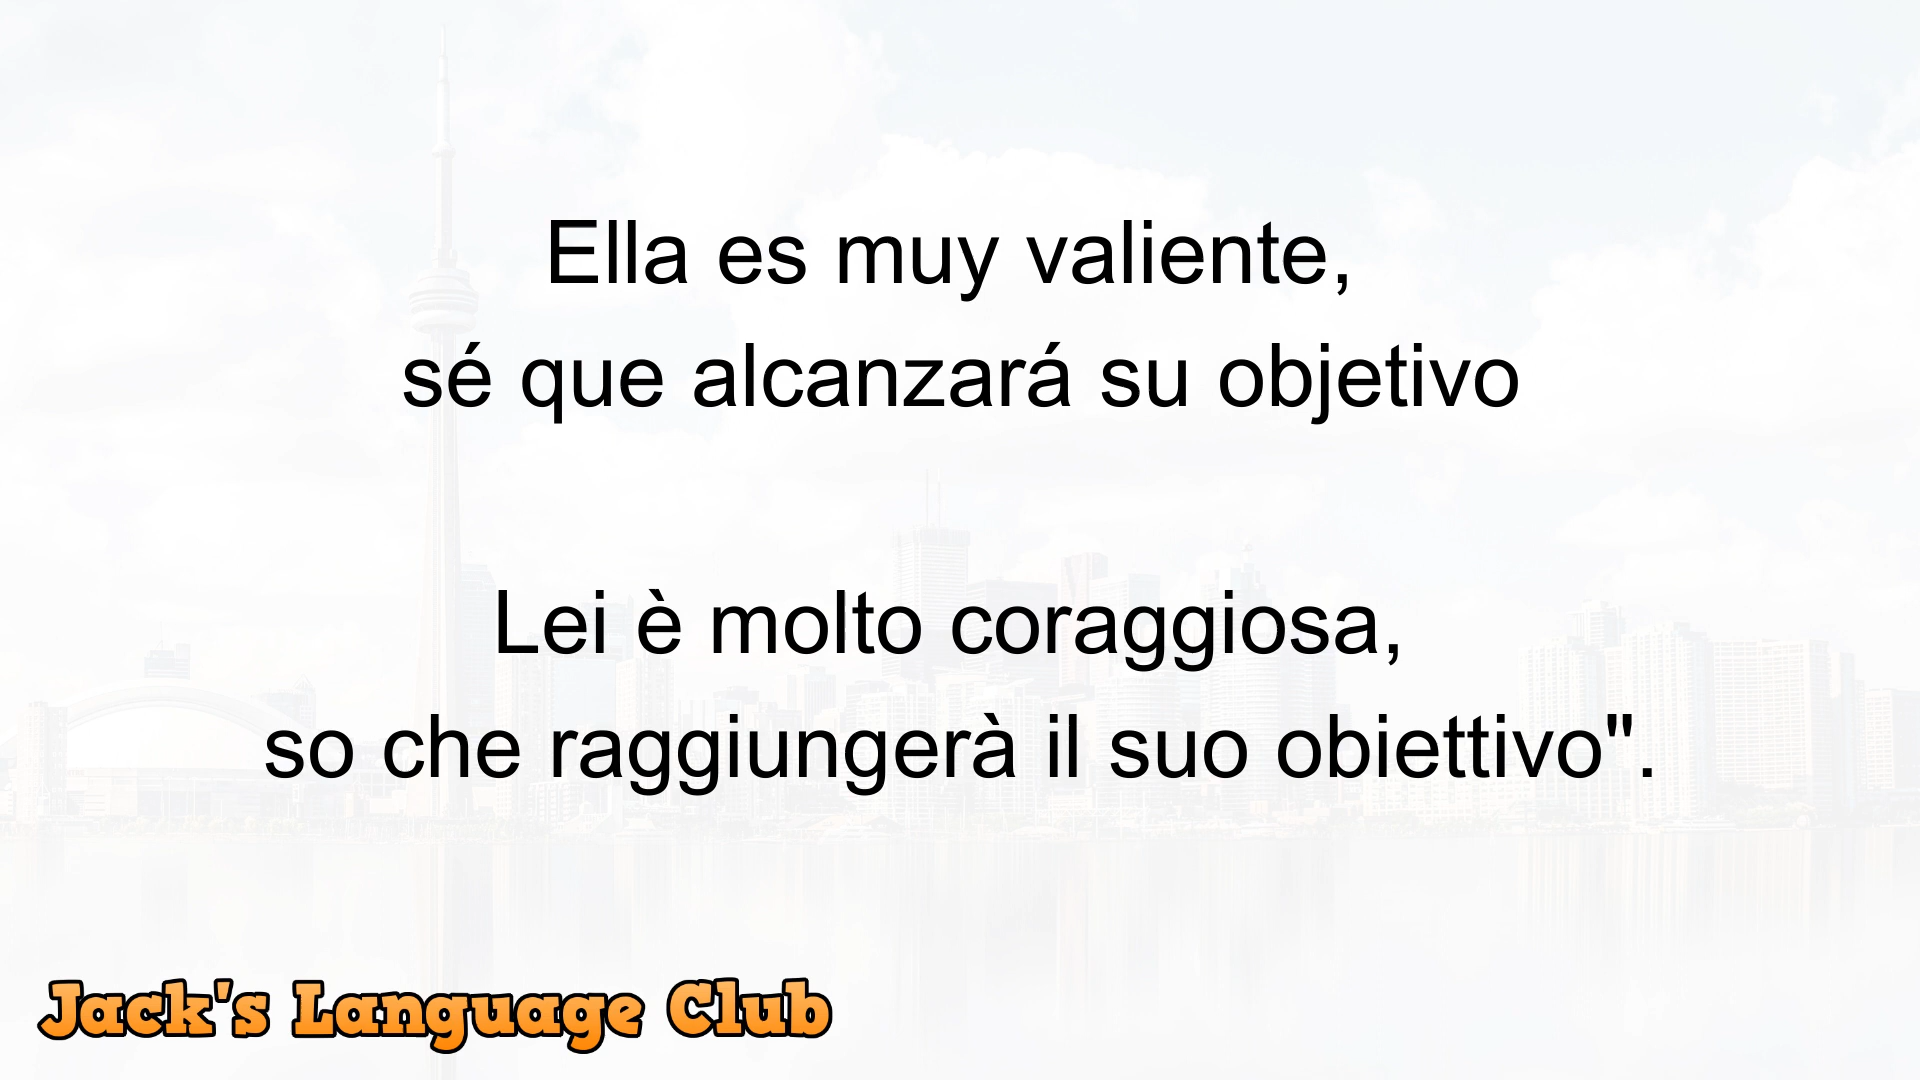 Ella es muy valiente,
sé que alcanzará su objetivo
Lei è molto coraggiosa,
so che raggiungerà il suo obiettivo".
Jack's Language Club